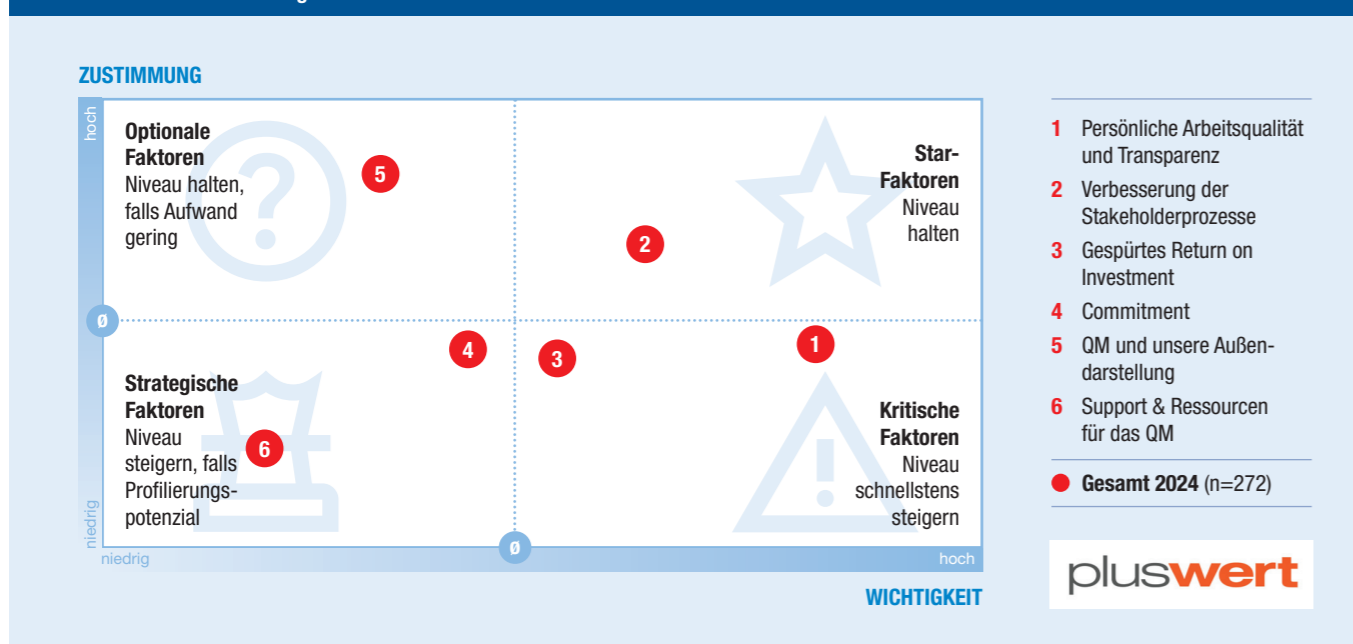 ZUSTIMMUNG
hoch
Optionale
Faktoren
Niveau halten,
falls Aufwand
gering
5
Star-
Faktoren
Niveau
halten
2
Ø
4
3
1
Strategische
Faktoren
Niveau
steigern, falls
Profilierungs-
potenzial
6
Kritische
Faktoren
Niveau
schnellstens
steigern
niedrig
niedrig
Ø
hoch
WICHTIGKEIT
1 Persönliche Arbeitsqualität
und Transparenz
2 Verbesserung der
Stakeholderprozesse
3 Gespürtes Return on
Investment
4 Commitment
5 QM und unsere Außen-
darstellung
6 Support & Ressourcen
für das QM
Gesamt 2024 (n=272)
pluswert